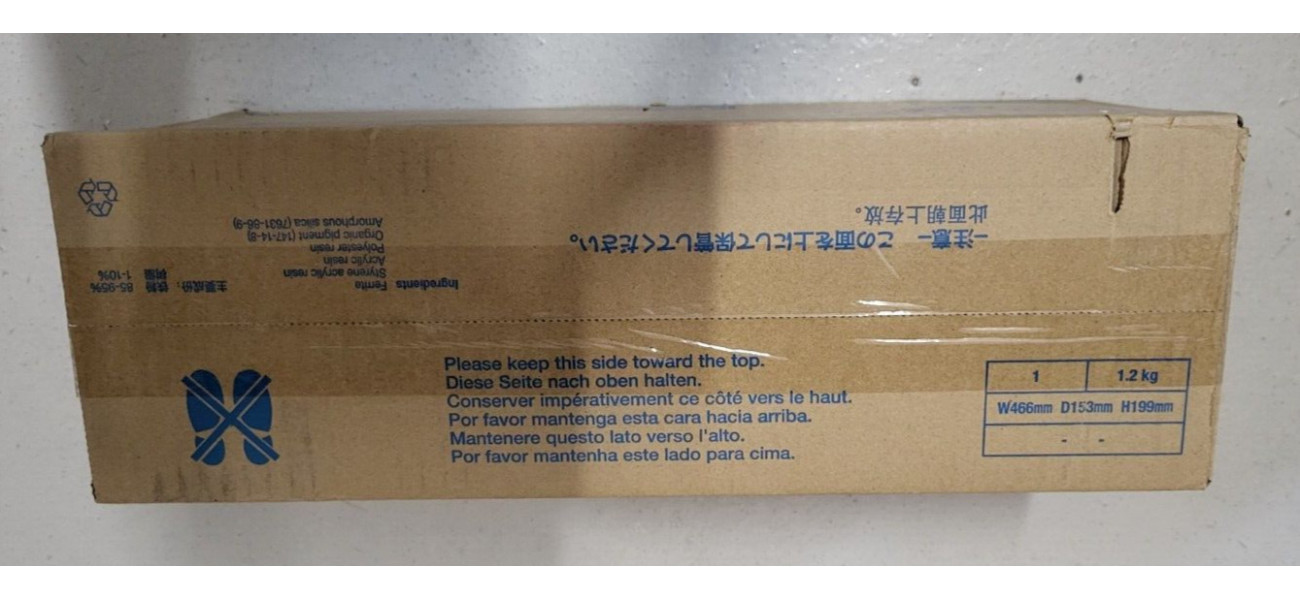 Please keep this side toward the top.
Diese Seite nach oben halten.
Conserver impérativement ce côté vers le haut.
Por favor mantenga esta cara hacia arriba.
Mantenere questo lato verso l'alto.
Por favor mantenha este lado para cima.
1 1.2 kg
W466mm D153mm H199mm
- -
－注意－ この面を上にして保管してください。
此面朝上存放。
Ingredients Ferrite
Styrene acrylic resin
Acrylic resin
Polyester resin
Organic pigment (147-14-8)
Amorphous silica (7631-86-9)
主要成份： 铁粉 85-95%
树脂 1-10%